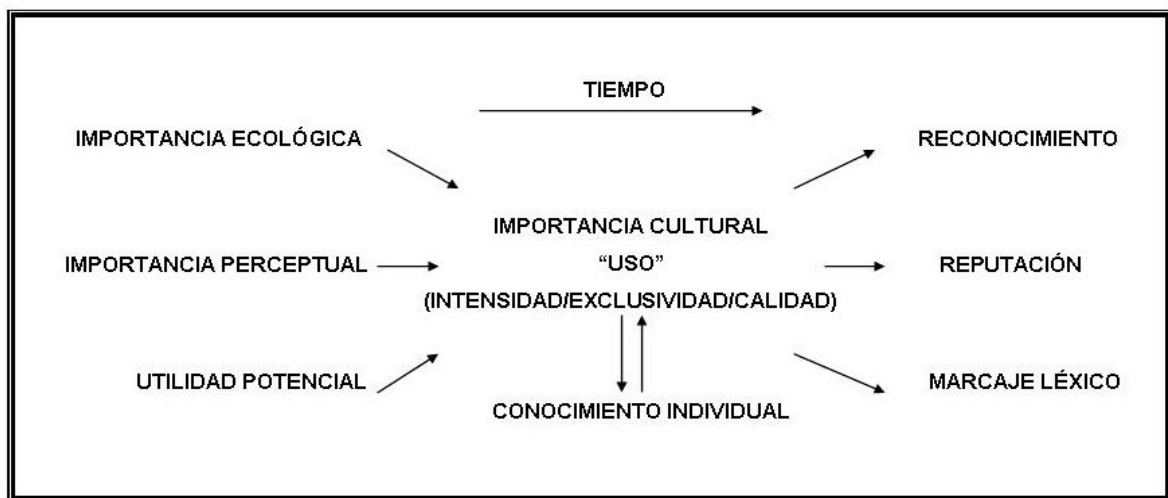 TIEMPO
IMPORTANCIA ECOLÓGICA
RECONOCIMIENTO
IMPORTANCIA CULTURAL
IMPORTANCIA PERCEPTUAL
“USO”
REPUTACIÓN
(INTENSIDAD/EXCLUSIVIDAD/CALIDAD)
UTILIDAD POTENCIAL
MARCAJE LÉXICO
CONOCIMIENTO INDIVIDUAL